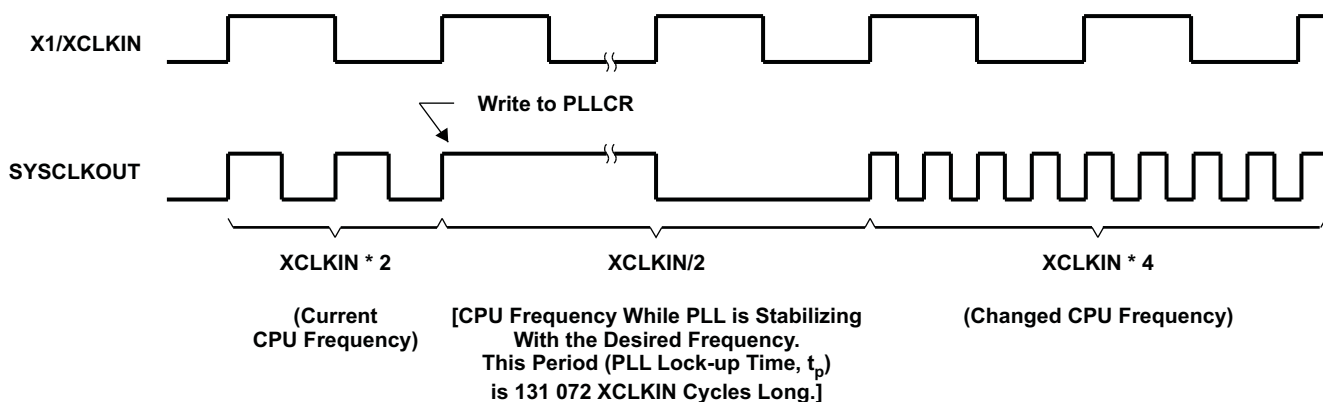 X1/XCLKIN
Write to PLLCR
SYSCLKOUT
XCLKIN * 2
XCLKIN/2
XCLKIN * 4
(Current
CPU Frequency)
[CPU Frequency While PLL is Stabilizing
With the Desired Frequency.
This Period (PLL Lock-up Time, tp)
is 131 072 XCLKIN Cycles Long.]
(Changed CPU Frequency)